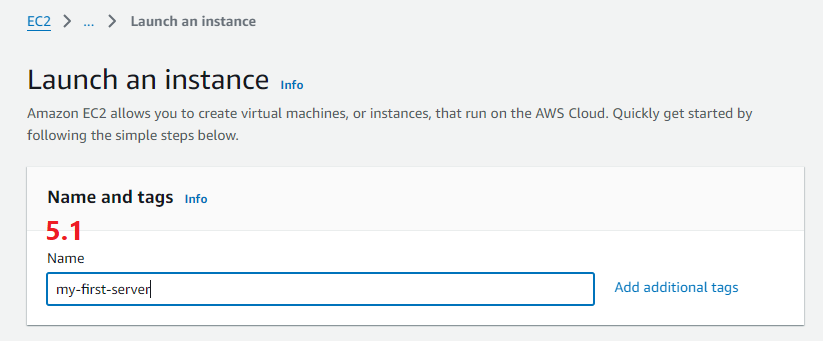 EC2 > ... > Launch an instance
Launch an instance Info
Amazon EC2 allows you to create virtual machines, or instances, that run on the AWS Cloud. Quickly get started by
following the simple steps below.
Name and tags Info
5.1
Name
my-first-server Add additional tags